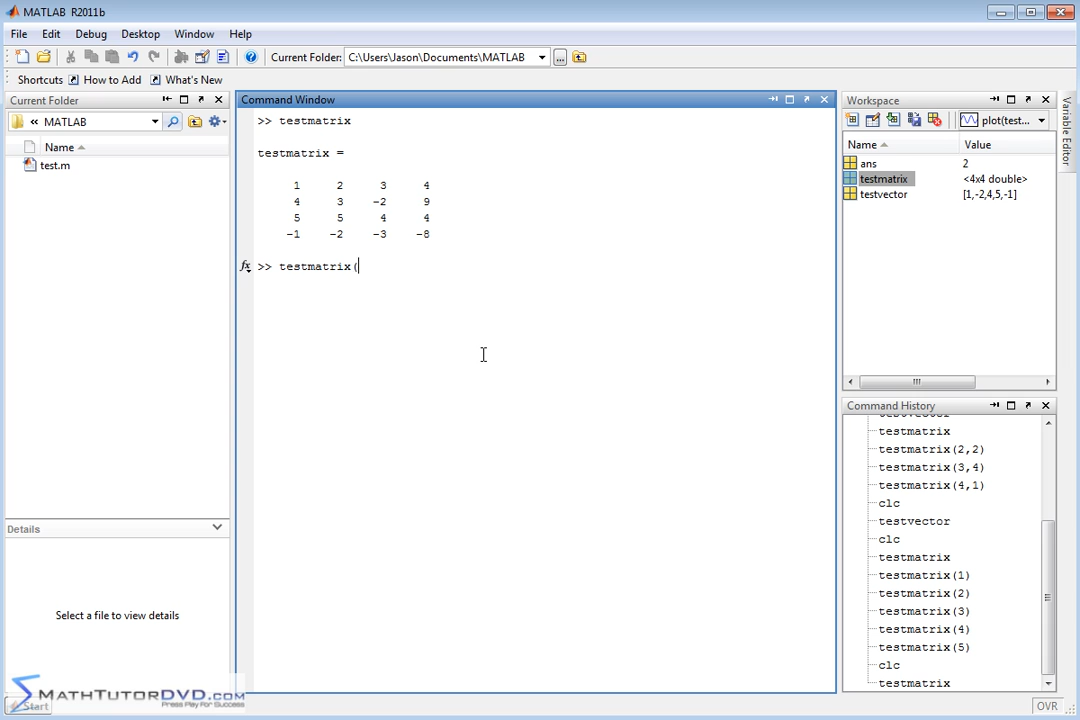 MATLAB R2011b
File Edit Debug Desktop Window Help
Current Folder: C:\Users\Jason\Documents\MATLAB ...
Shortcuts How to Add What's New
Current Folder
« MATLAB
Name
test.m
Details
Select a file to view details
MATHTUTORDVD.COM
Press Play For Success
Start
Command Window
>> testmatrix
testmatrix =
1 2 3 4
4 3 -2 9
5 5 4 4
-1 -2 -3 -8
fx >> testmatrix(
Workspace
plot(test...
Name Value
ans 2
testmatrix <4x4 double>
testvector [1,-2,4,5,-1]
Variable Editor
Command History
testvector
testmatrix
testmatrix(2,2)
testmatrix(3,4)
testmatrix(4,1)
clc
testvector
clc
testmatrix
testmatrix(1)
testmatrix(2)
testmatrix(3)
testmatrix(4)
testmatrix(5)
clc
testmatrix
OVR